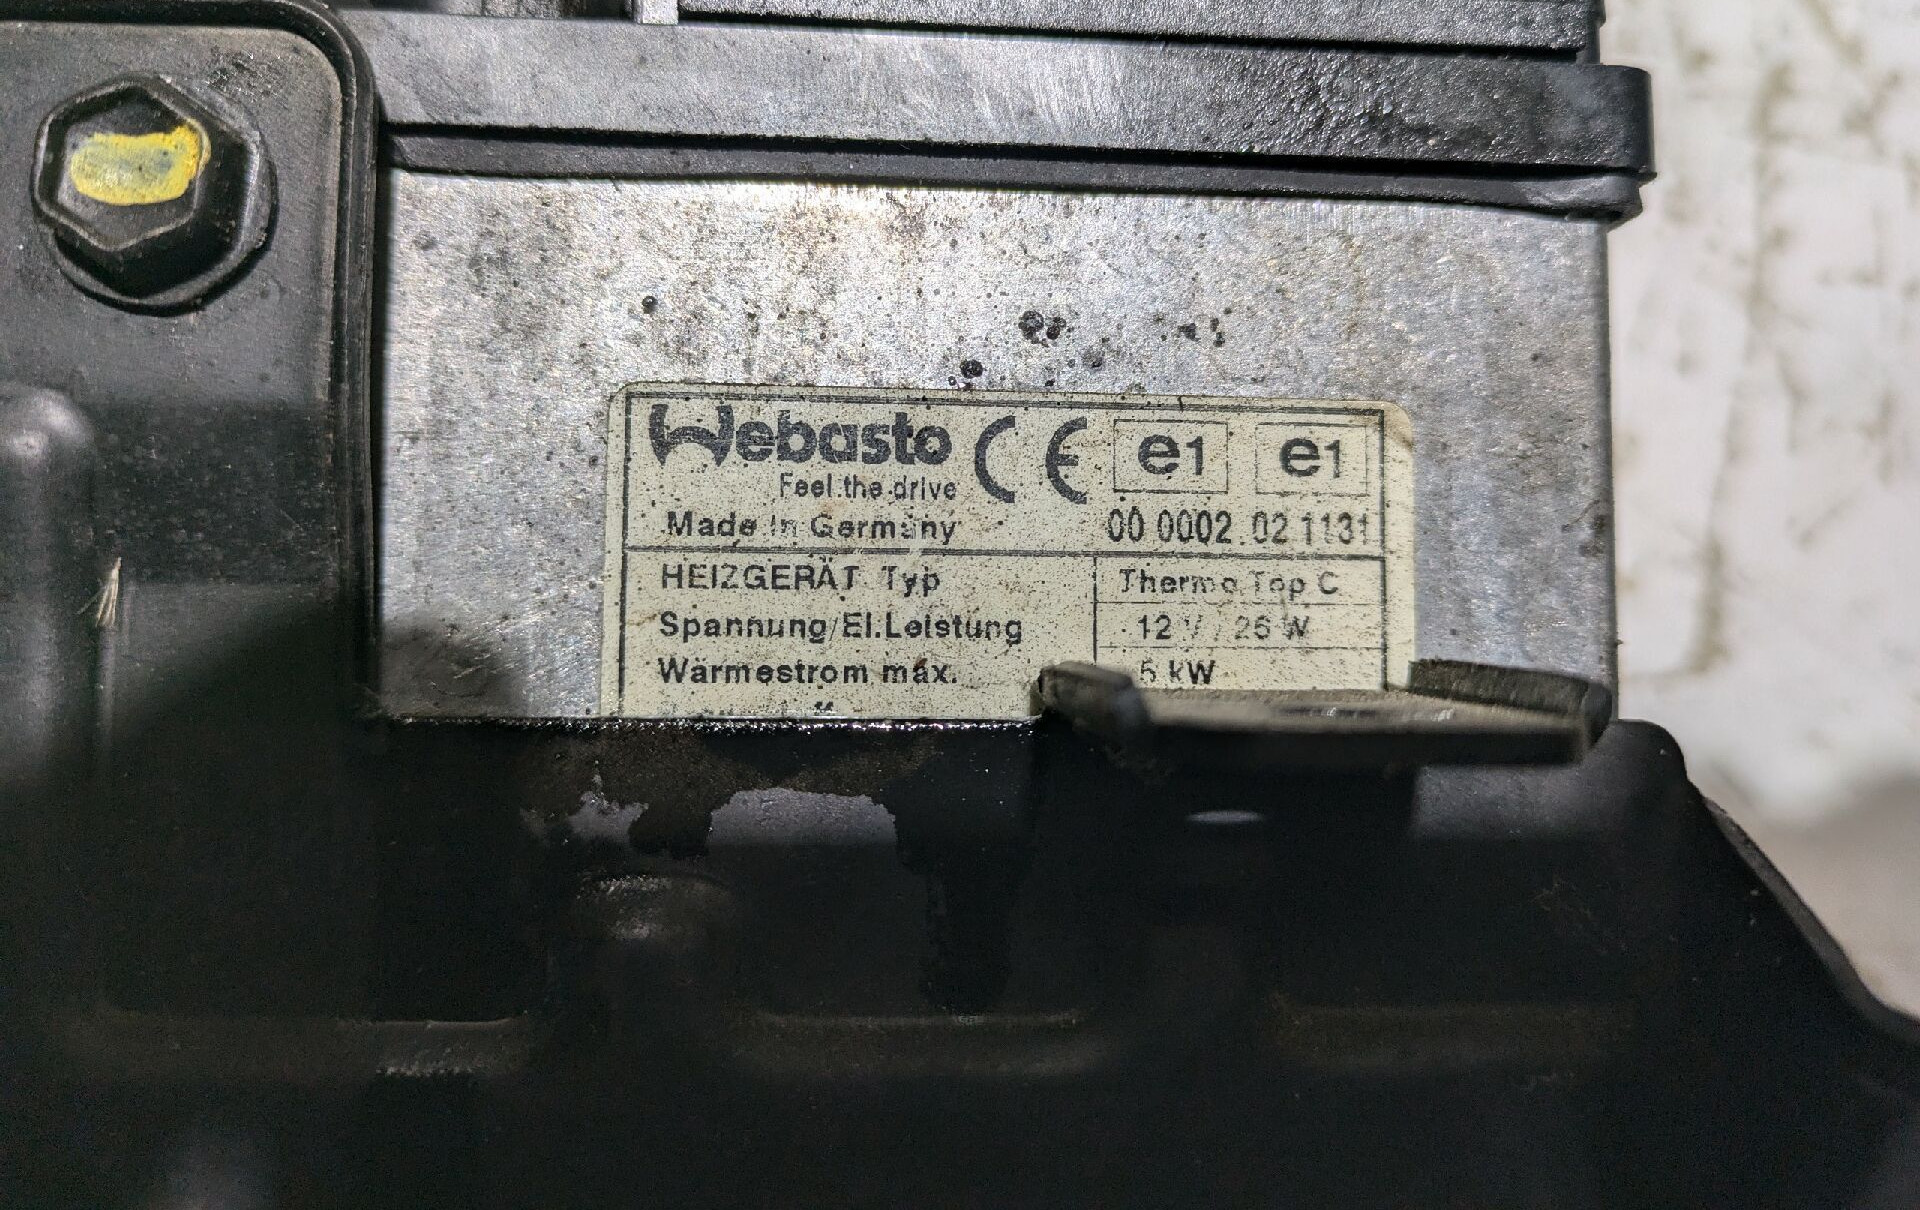 Webasto CE e1 e1
Feel the drive
Made in Germany 00 0002 02 1131
HEIZGERÄT Typ Thermo Top C
Spannung/El.Leistung 12 V / 26 W
Wärmestrom max. 5 kW